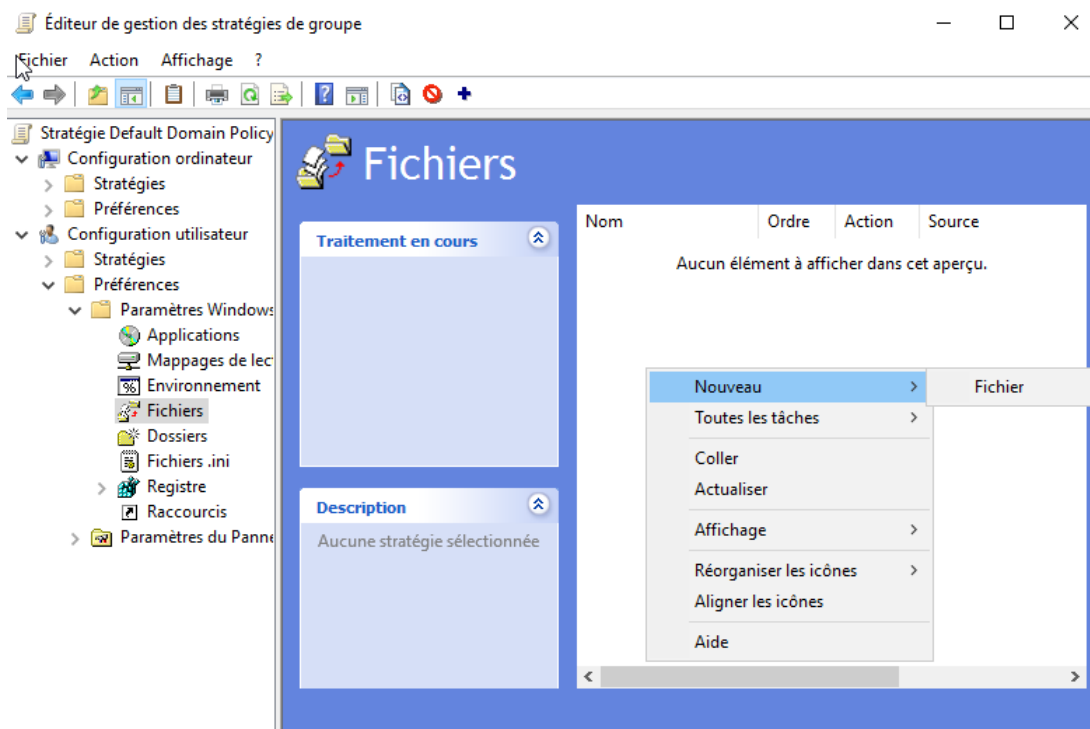 Éditeur de gestion des stratégies de groupe
Fichier Action Affichage ?
Stratégie Default Domain Policy
Configuration ordinateur
Stratégies
Préférences
Configuration utilisateur
Stratégies
Préférences
Paramètres Windows
Applications
Mappages de lec
Environnement
Fichiers
Dossiers
Fichiers .ini
Registre
Raccourcis
Paramètres du Panne
Fichiers
Traitement en cours
Description
Aucune stratégie sélectionnée
Nom Ordre Action Source
Aucun élément à afficher dans cet aperçu.
Nouveau
Toutes les tâches
Coller
Actualiser
Affichage
Réorganiser les icônes
Aligner les icônes
Aide
Fichier